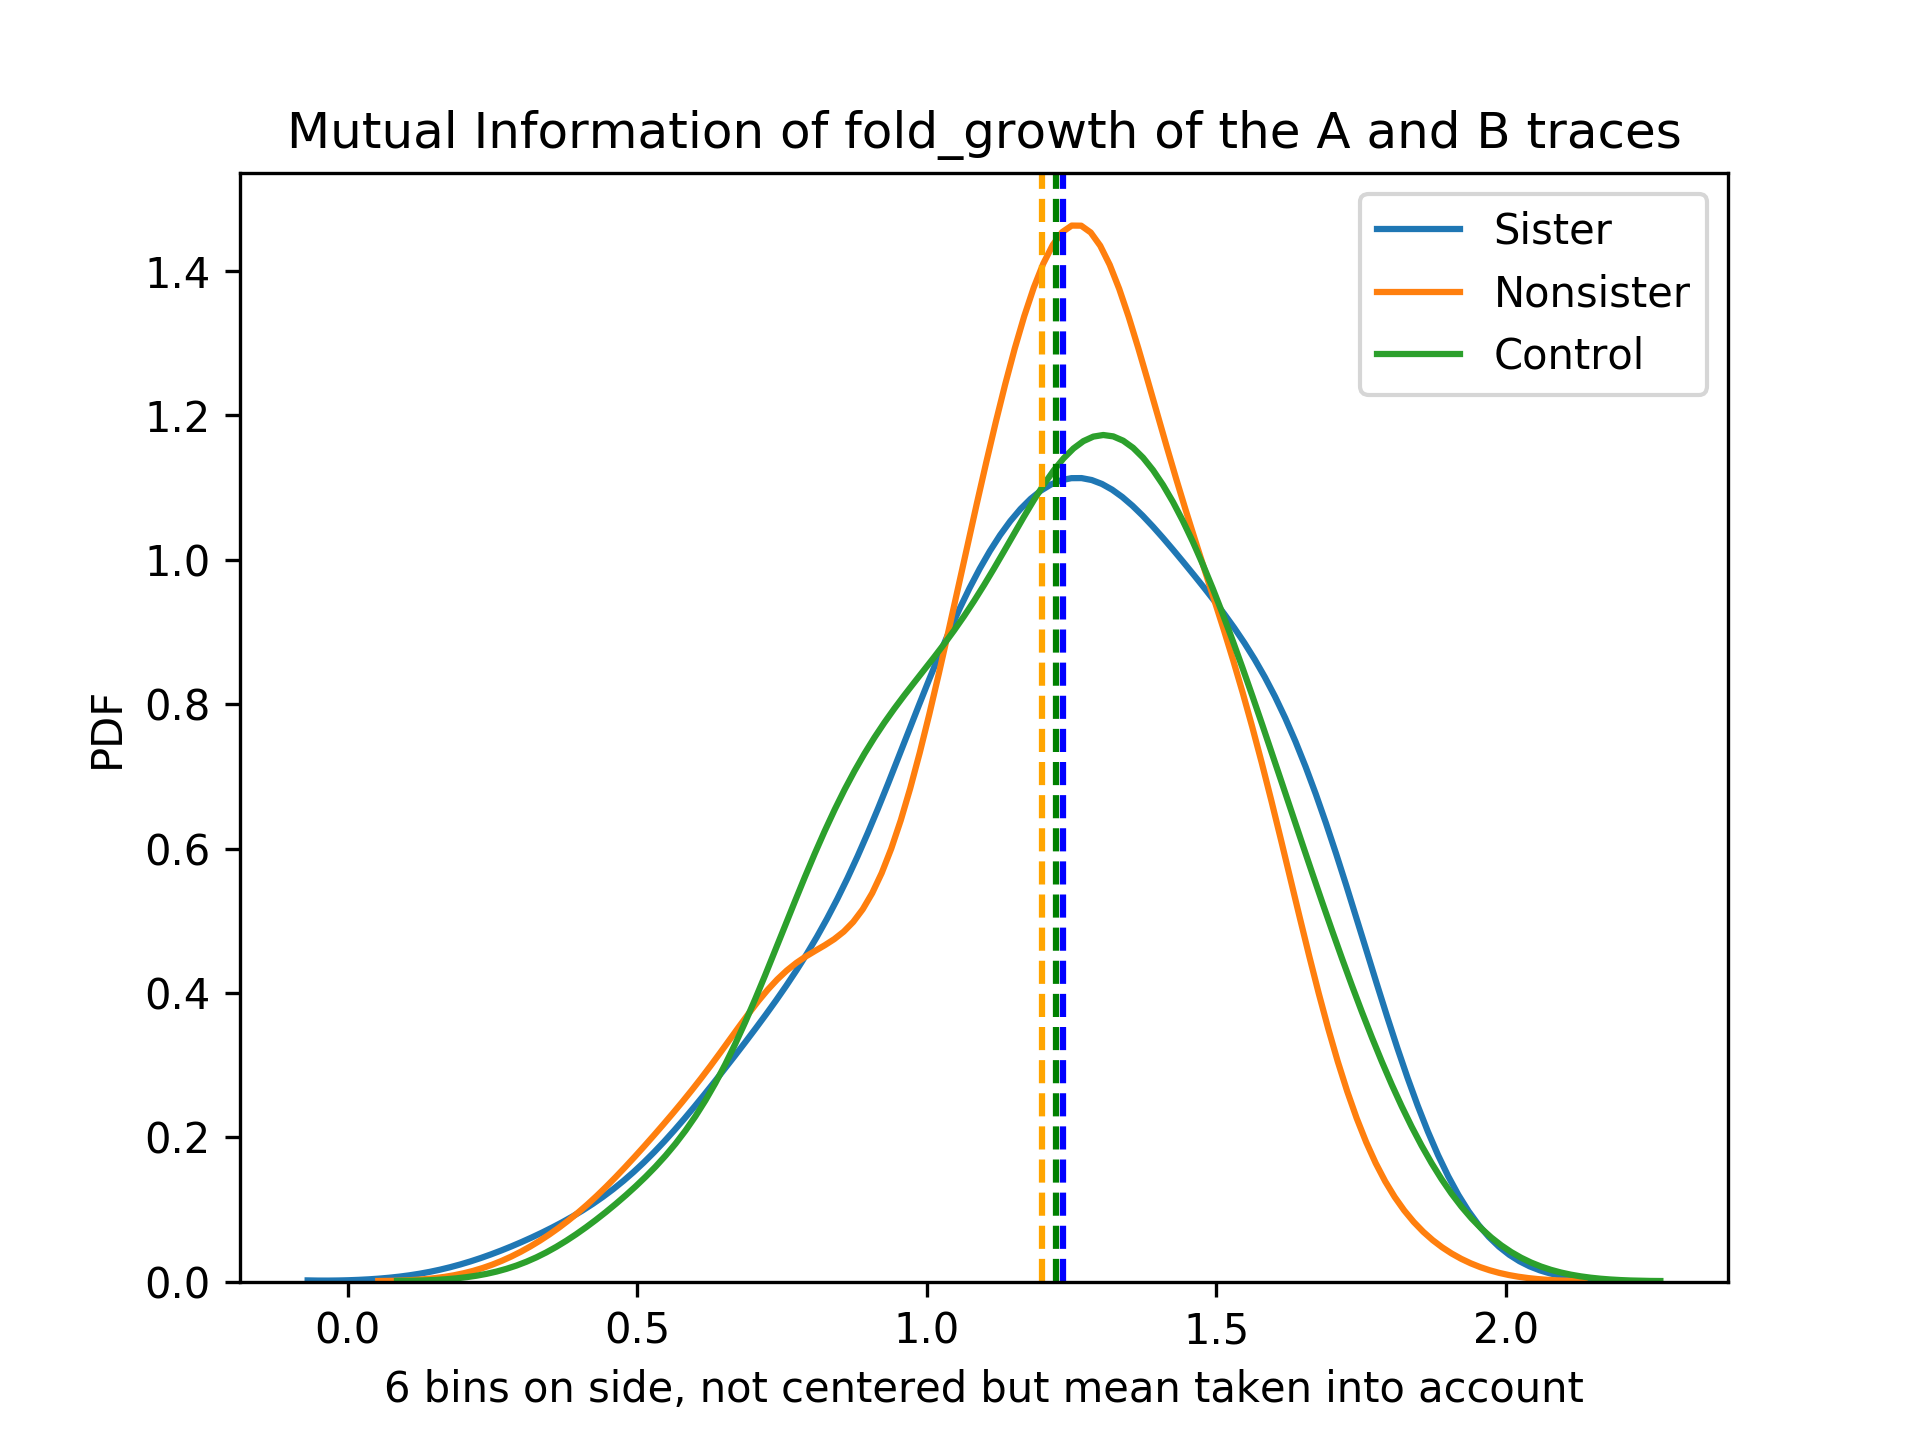 Mutual Information of fold_growth of the A and B traces
Sister
Nonsister
Control
1.4
1.2
1.0
0.8
0.6
0.4
0.2
0.0
PDF
0.0 0.5 1.0 1.5 2.0
6 bins on side, not centered but mean taken into account